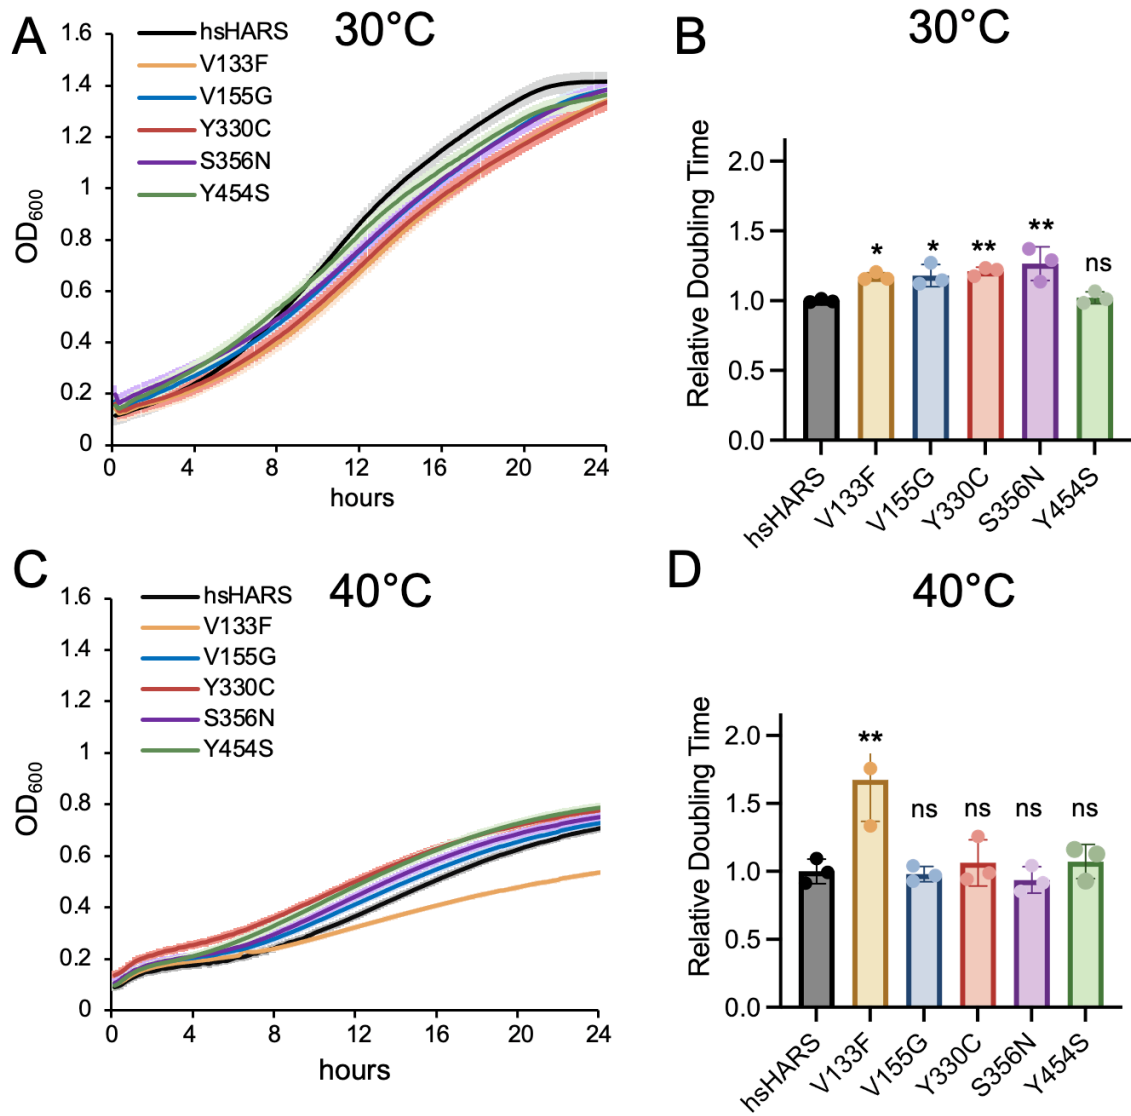 A
30°C
1.6
1.4
1.2
1
0.8
0.6
0.4
0.2
0
OD600
hsHARS
V133F
V155G
Y330C
S356N
Y454S
0 4 8 12 16 20 24
hours
B
30°C
Relative Doubling Time
2.0
1.5
1.0
0.5
0.0
* * ** ** ns
hsHARS V133F V155G Y330C S356N Y454S
C
40°C
1.6
1.4
1.2
1
0.8
0.6
0.4
0.2
0
OD600
hsHARS
V133F
V155G
Y330C
S356N
Y454S
0 4 8 12 16 20 24
hours
D
40°C
Relative Doubling Time
2.0
1.5
1.0
0.5
0.0
** ns ns ns ns
hsHARS V133F V155G Y330C S356N Y454S